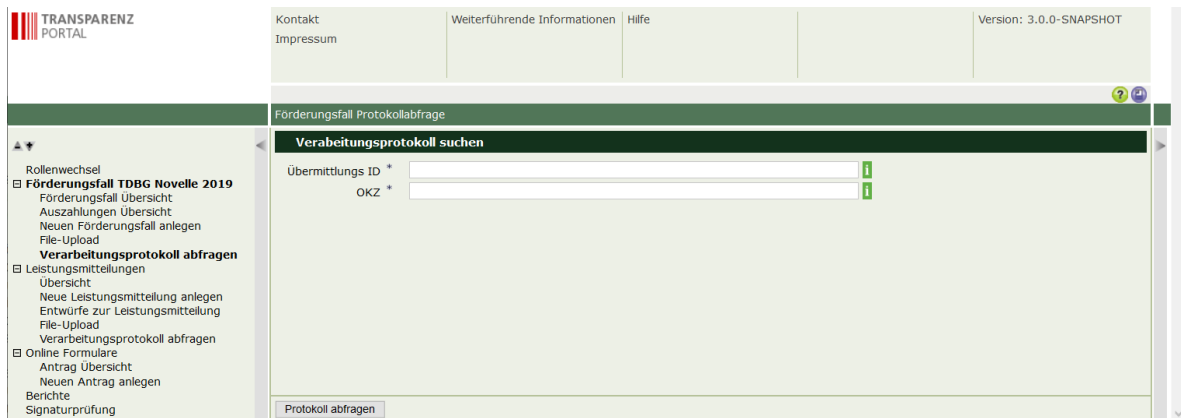 TRANSPARENZ
PORTAL
Kontakt
Impressum
Weiterführende Informationen
Hilfe
Version: 3.0.0-SNAPSHOT
Förderungsfall Protokollabfrage
Rollenwechsel
Förderungsfall TDBG Novelle 2019
Förderungsfall Übersicht
Auszahlungen Übersicht
Neuen Förderungsfall anlegen
File-Upload
Verarbeitungsprotokoll abfragen
Leistungsmitteilungen
Übersicht
Neue Leistungsmitteilung anlegen
Entwürfe zur Leistungsmitteilung
File-Upload
Verarbeitungsprotokoll abfragen
Online Formulare
Antrag Übersicht
Neuen Antrag anlegen
Berichte
Signaturprüfung
Verabeitungsprotokoll suchen
Übermittlungs ID *
OKZ *
Protokoll abfragen